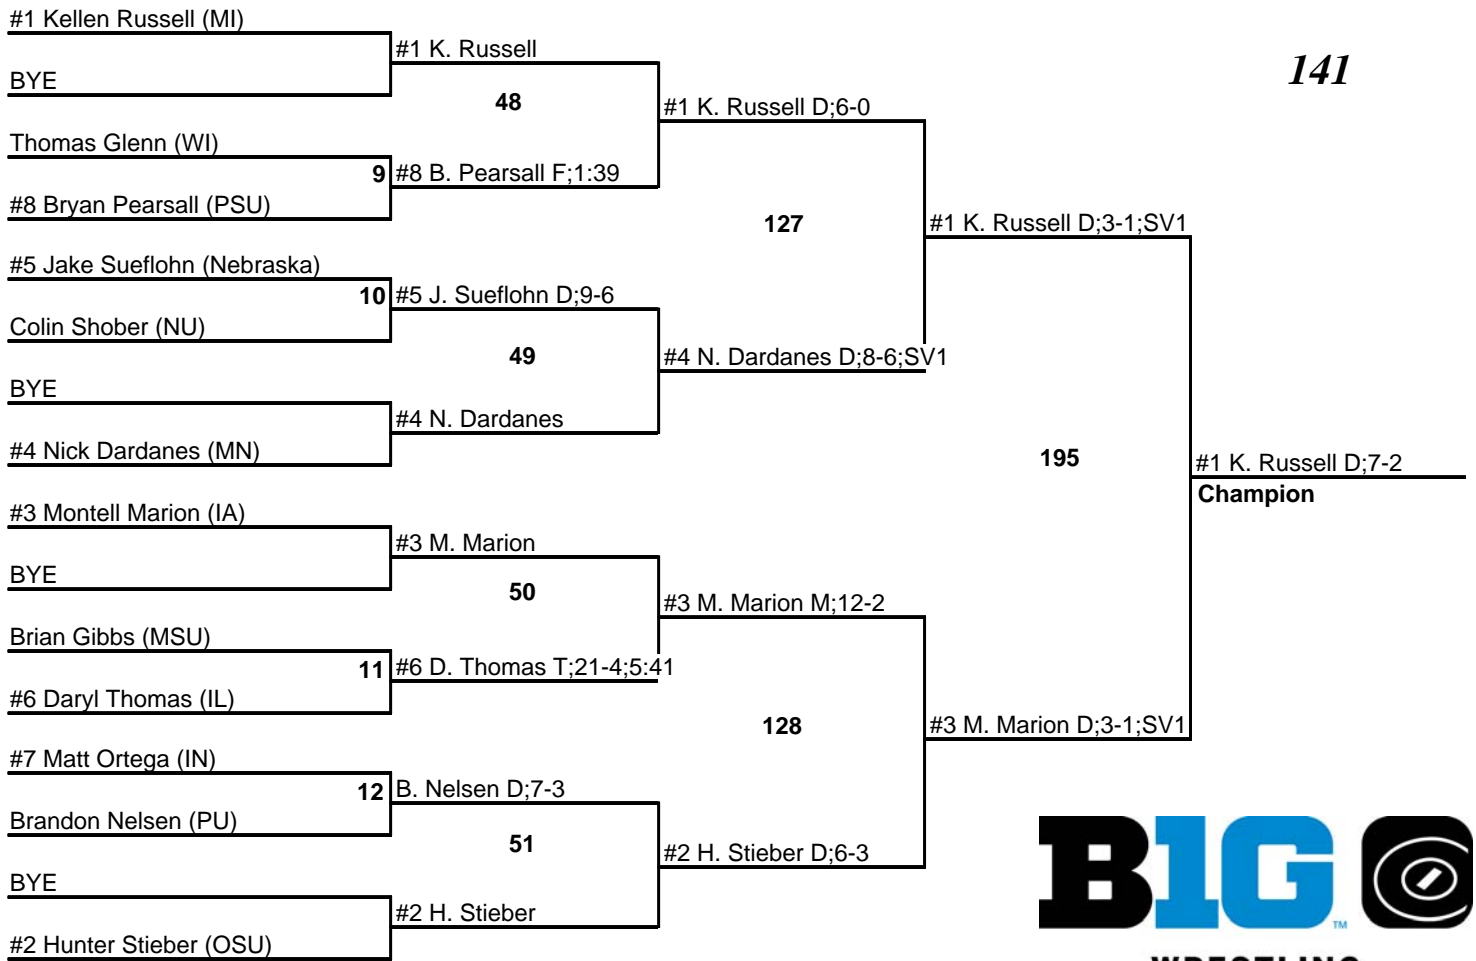 #1 Kellen Russell (MI)
#1 K. Russell
141
BYE
48
#1 K. Russell D;6-0
Thomas Glenn (WI)
9 #8 B. Pearsall F;1:39
#8 Bryan Pearsall (PSU)
127
#1 K. Russell D;3-1;SV1
#5 Jake Sueflohn (Nebraska)
10 #5 J. Sueflohn D;9-6
Colin Shober (NU)
49
#4 N. Dardanes D;8-6;SV1
BYE
#4 N. Dardanes
#4 Nick Dardanes (MN)
195
#1 K. Russell D;7-2
Champion
#3 Montell Marion (IA)
#3 M. Marion
BYE
50
#3 M. Marion M;12-2
Brian Gibbs (MSU)
11 #6 D. Thomas T;21-4;5:41
#6 Daryl Thomas (IL)
128
#3 M. Marion D;3-1;SV1
#7 Matt Ortega (IN)
12 B. Nelsen D;7-3
Brandon Nelsen (PU)
51
#2 H. Stieber D;6-3
BYE
#2 H. Stieber
#2 Hunter Stieber (OSU)
B1G
TM
WRESTLING